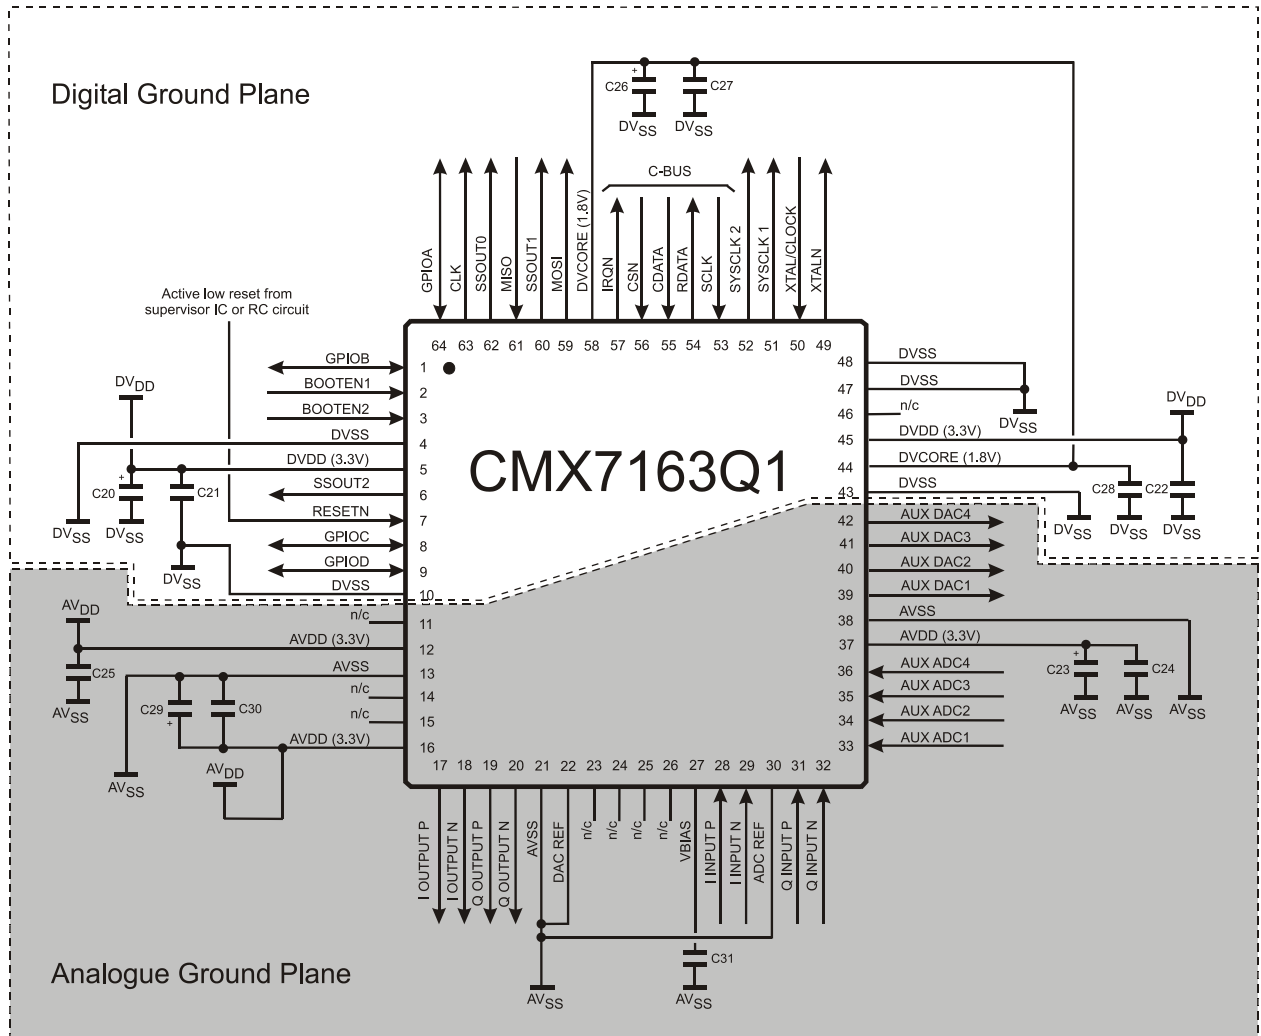 Digital Ground Plane
C26
+
C27
DVSS
DVSS
C-BUS
GPIOA
CLK
SSOUT0
MISO
SSOUT1
MOSI
DVCORE (1.8V)
IRQN
CSN
CDATA
RDATA
SCLK
SYSCLK 2
SYSCLK 1
XTAL/CLOCK
XTALN
Active low reset from
supervisor IC or RC circuit
64 63 62 61 60 59 58 57 56 55 54 53 52 51 50 49
GPIOB 1
BOOTEN1 2
BOOTEN2 3
DVSS 4
DVDD (3.3V) 5
SSOUT2 6
RESETN 7
GPIOC 8
GPIOD 9
DVSS 10
n/c 11
AVDD (3.3V) 12
AVSS 13
n/c 14
n/c 15
AVDD (3.3V) 16
DVDD
+
C20
C21
DVSS
DVSS
DVSS
AVDD
C25
AVSS
C29
+
C30
AVDD
AVSS
CMX7163Q1
48 DVSS
47 DVSS
46 n/c
45 DVDD (3.3V)
44 DVCORE (1.8V)
43 DVSS
42 AUX DAC4
41 AUX DAC3
40 AUX DAC2
39 AUX DAC1
38 AVSS
37 AVDD (3.3V)
36 AUX ADC4
35 AUX ADC3
34 AUX ADC2
33 AUX ADC1
DVSS
DVDD
C28
C22
DVSS
DVSS
DVSS
+
C23
C24
AVSS
AVSS
AVSS
17 18 19 20 21 22 23 24 25 26 27 28 29 30 31 32
I OUTPUT P
I OUTPUT N
Q OUTPUT P
Q OUTPUT N
AVSS
DAC REF
n/c
n/c
n/c
n/c
VBIAS
I INPUT P
I INPUT N
ADC REF
Q INPUT P
Q INPUT N
C31
AVSS
AVSS
Analogue Ground Plane